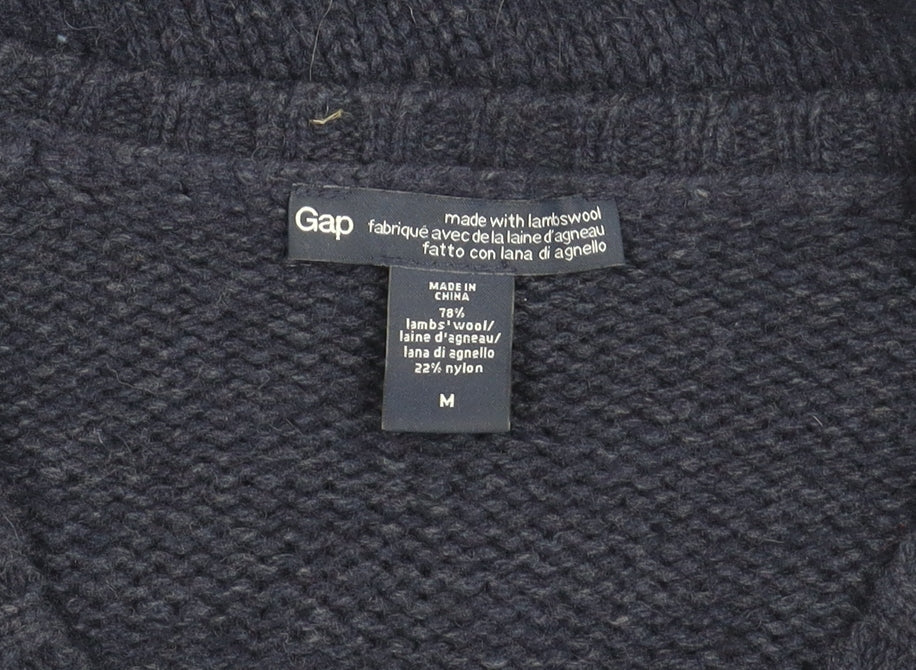 Gap
made with lambswool
fabriqué avec de la laine d'agneau
fatto con lana di agnello
MADE IN
CHINA
78%
lambs' wool/
laine d'agneau/
lana di agnello
22% nylon
M